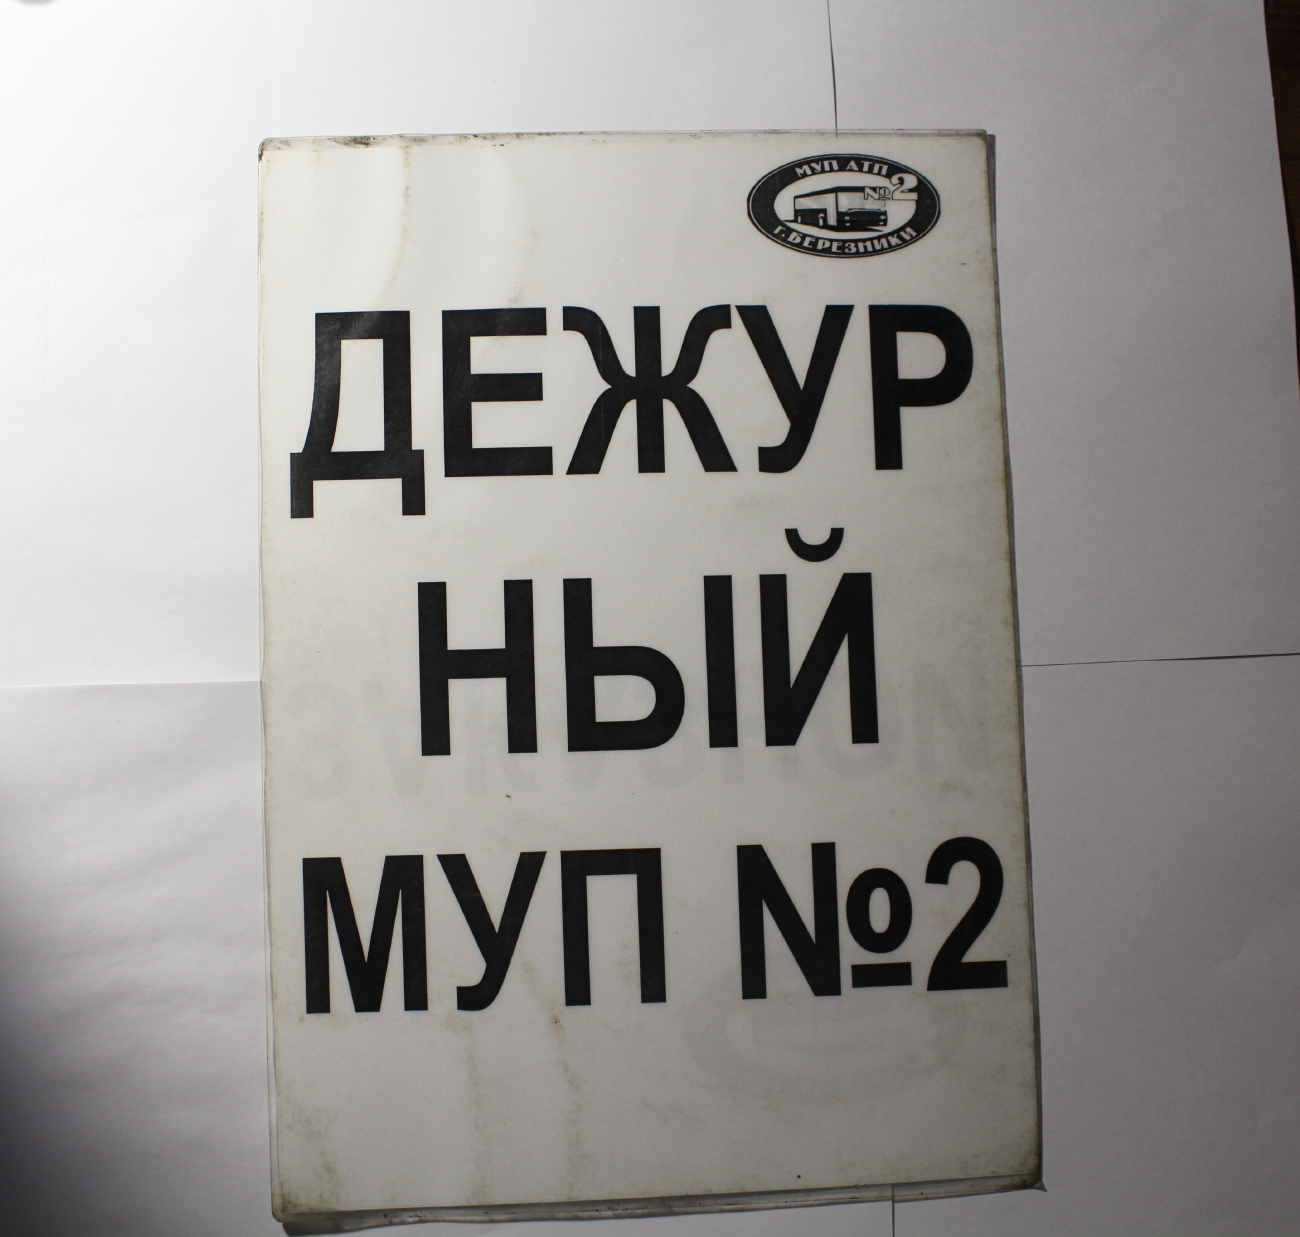 МУП АТП
№2
г. БЕРЕЗНИКИ
ДЕЖУР
НЫЙ
МУП №2